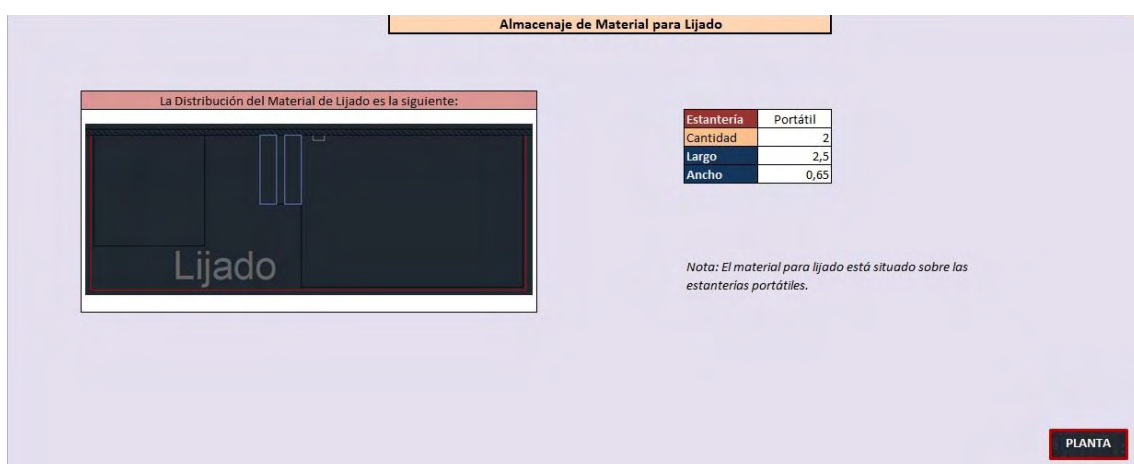 Almacenaje de Material para Lijado
La Distribución del Material de Lijado es la siguiente:
Lijado
Estantería Portátil
Cantidad 2
Largo 2,5
Ancho 0,65
Nota: El material para lijado está situado sobre las
estanterías portátiles.
PLANTA